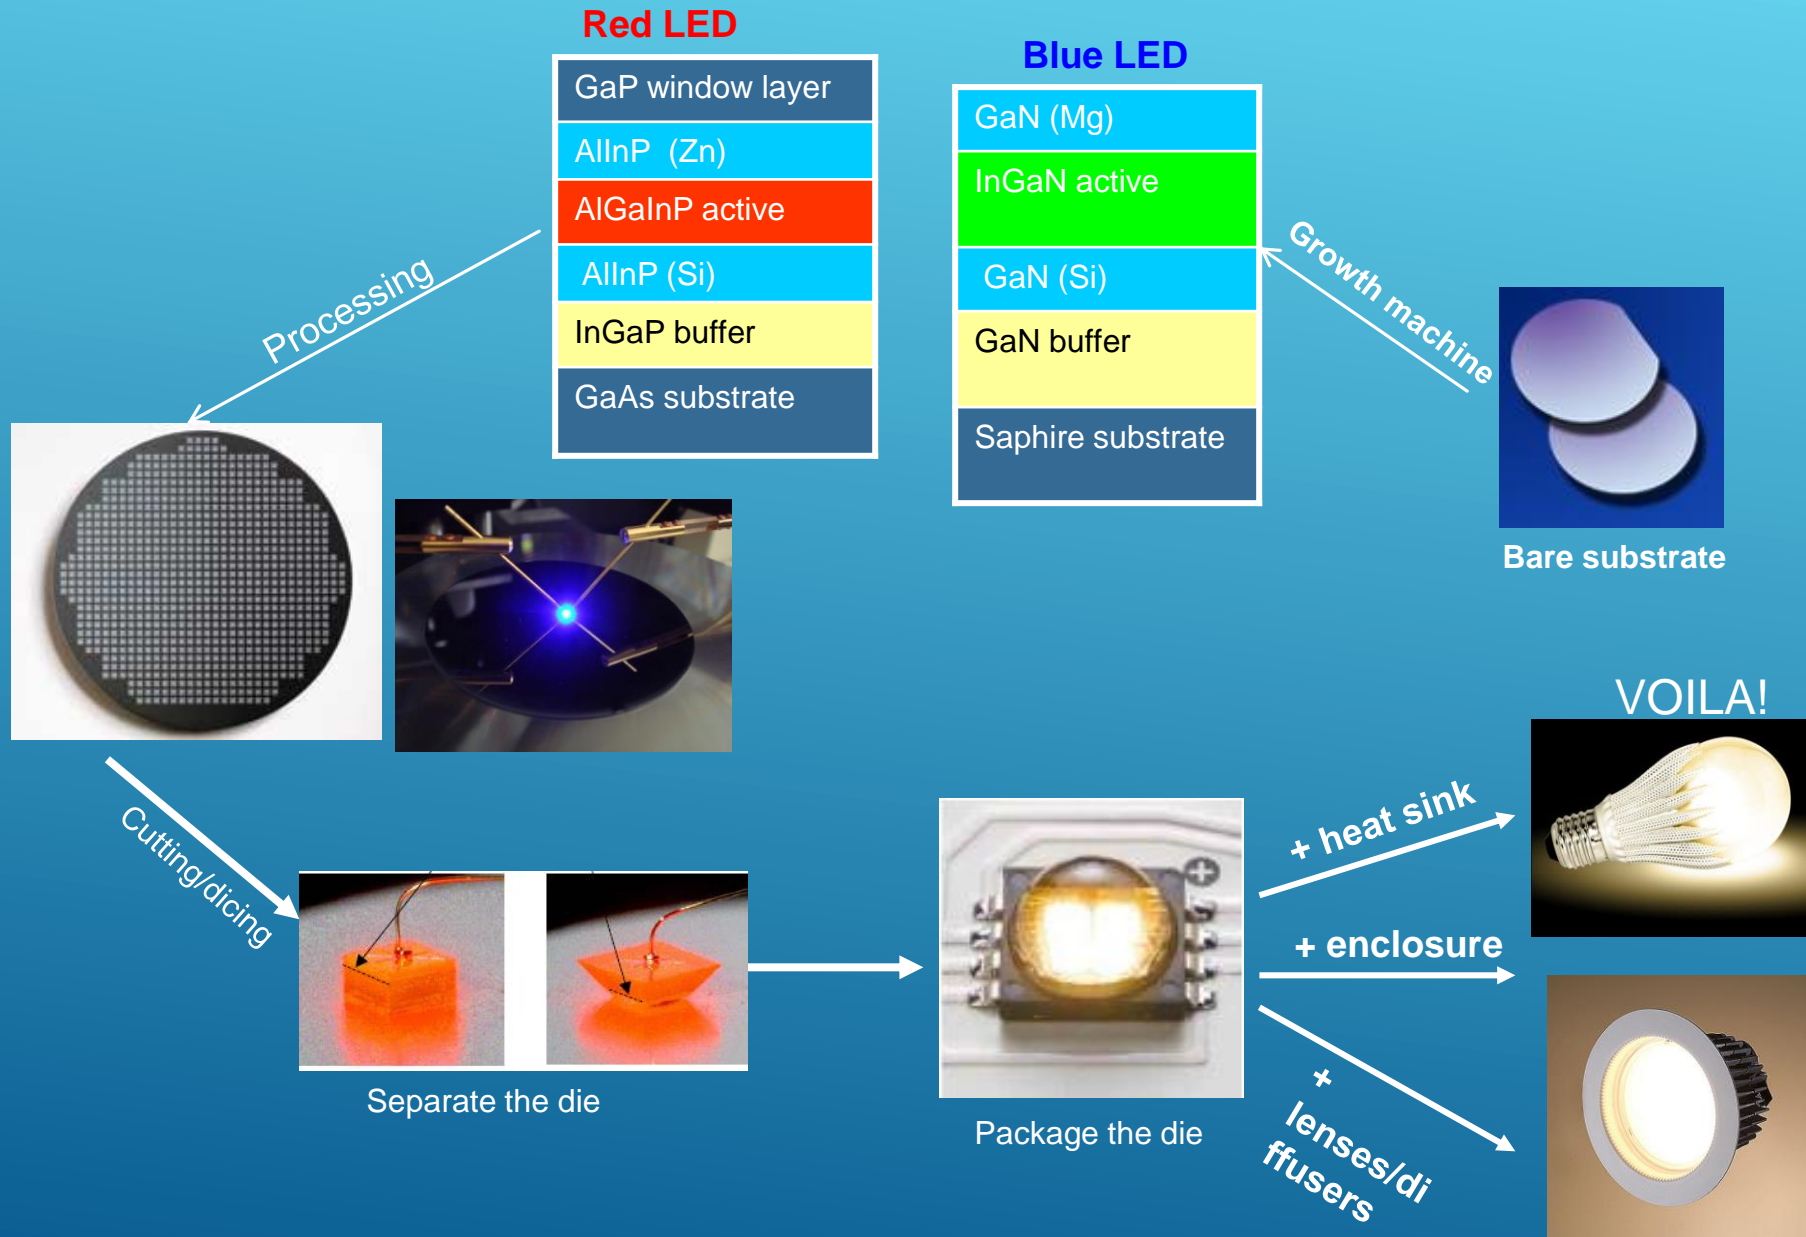 Red LED
GaP window layer
AlInP  (Zn)
AlGaInP active
AlInP (Si)
InGaP buffer
GaAs substrate
Blue LED
GaN (Mg)
InGaN active
GaN (Si)
GaN buffer
Saphire substrate
Growth machine
Bare substrate
Processing
Cutting/dicing
Separate the die
Package the die
+ heat sink
+ enclosure
+
lenses/di
ffusers
VOILA!